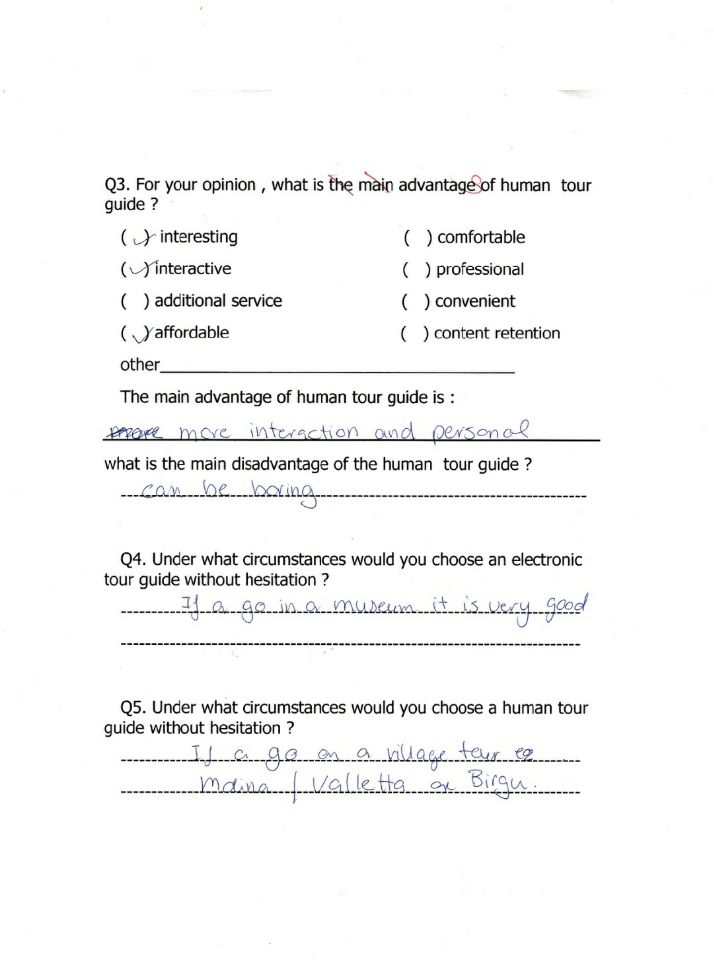 Q3. For your opinion , what is the main advantages of human tour
guide ?
( ✓) interesting ( ) comfortable
(✓) interactive ( ) professional
( ) additional service ( ) convenient
( ✓) affordable ( ) content retention
other
The main advantage of human tour guide is :
more more interaction and personal
what is the main disadvantage of the human tour guide ?
can be boring
Q4. Under what circumstances would you choose an electronic
tour guide without hesitation ?
If a go in a museum it is very good
Q5. Under what circumstances would you choose a human tour
guide without hesitation ?
If a go on a village tour
Mdina / Valletta or Birgu.